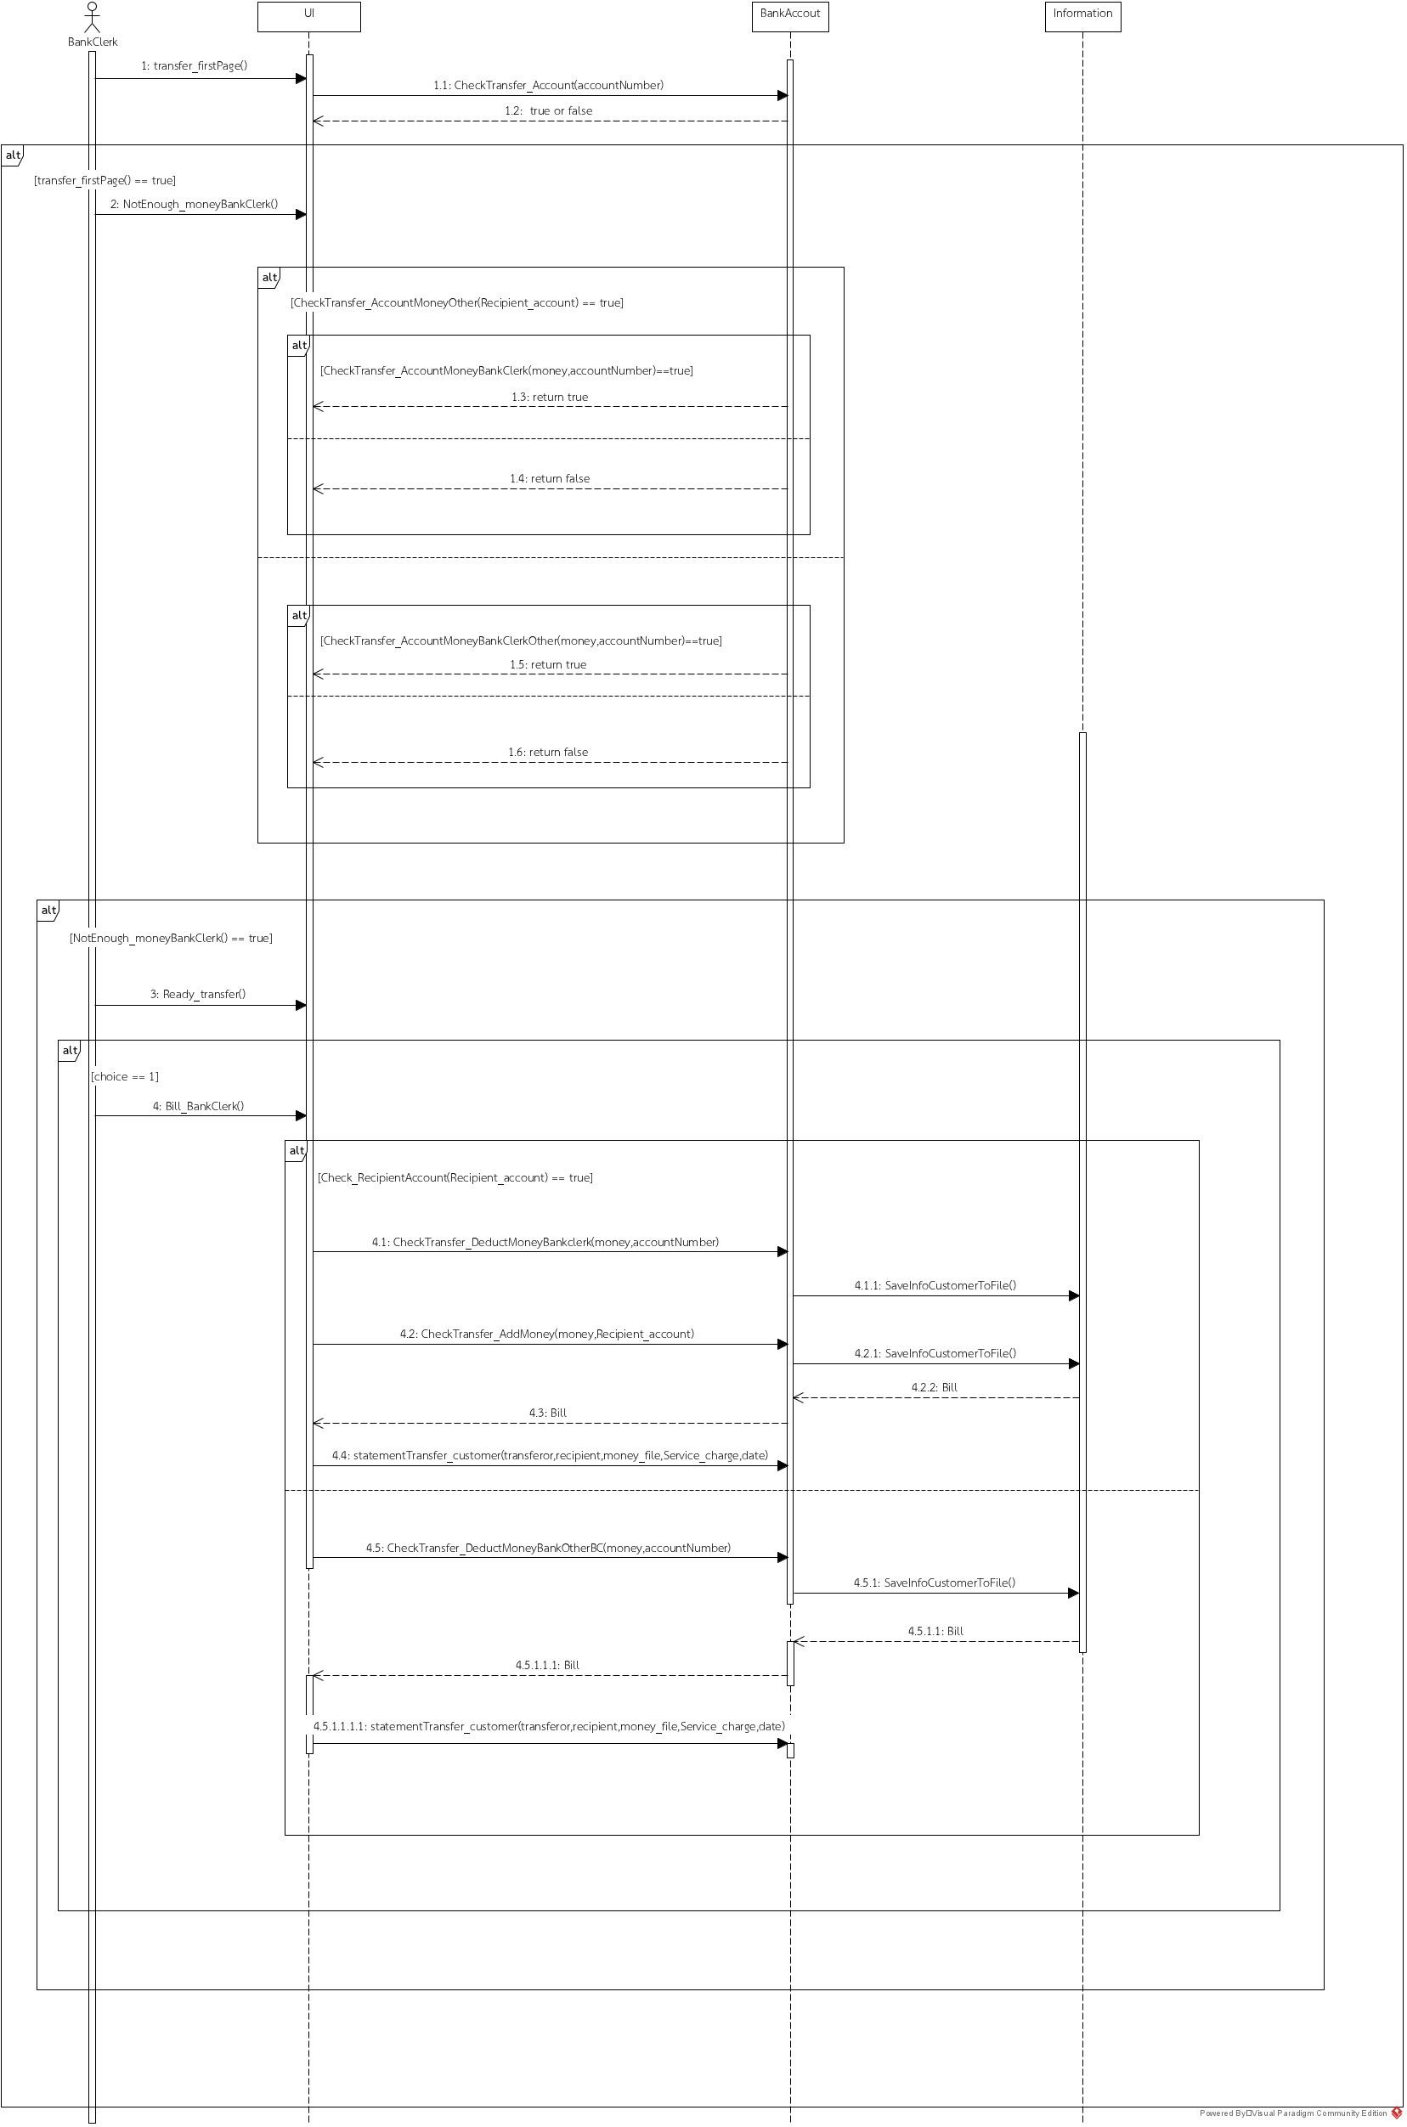 UI
BankAccout
Information
BankClerk
1: transfer_firstPage()
1.1: CheckTransfer_Account(accountNumber)
1.2:  true or false
alt
[transfer_firstPage() == true]
2: NotEnough_moneyBankClerk()
alt
[CheckTransfer_AccountMoneyOther(Recipient_account) == true]
alt
[CheckTransfer_AccountMoneyBankClerk(money,accountNumber)==true]
1.3: return true
1.4: return false
alt
[CheckTransfer_AccountMoneyBankClerkOther(money,accountNumber)==true]
1.5: return true
1.6: return false
alt
[NotEnough_moneyBankClerk() == true]
3: Ready_transfer()
alt
[choice == 1]
4: Bill_BankClerk()
alt
[Check_RecipientAccount(Recipient_account) == true]
4.1: CheckTransfer_DeductMoneyBankclerk(money,accountNumber)
4.1.1: SaveInfoCustomerToFile()
4.2: CheckTransfer_AddMoney(money,Recipient_account)
4.2.1: SaveInfoCustomerToFile()
4.2.2: Bill
4.3: Bill
4.4: statementTransfer_customer(transferor,recipient,money_file,Service_charge,date)
4.5: CheckTransfer_DeductMoneyBankOtherBC(money,accountNumber)
4.5.1: SaveInfoCustomerToFile()
4.5.1.1: Bill
4.5.1.1.1: Bill
4.5.1.1.1.1: statementTransfer_customer(transferor,recipient,money_file,Service_charge,date)
Powered By□Visual Paradigm Community Edition